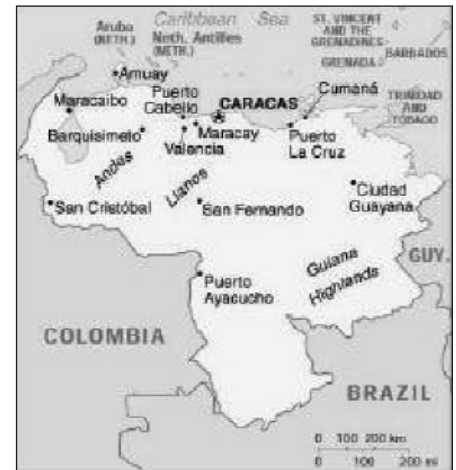 Caribbean Sea
Aruba
(NETH.)
Neth. Antilles
(NETH.)
ST. VINCENT
AND THE
GRENADINES
GRENADA
BARBADOS
Amuay
Puerto
Cabello
CARACAS
Cumaná
TRINIDAD
AND
TOBAGO
Maracaibo
Barquisimeto
Maracay
Valencia
Puerto
La Cruz
Andes
Llanos
Ciudad
Guayana
San Cristóbal
San Fernando
GUY.
Guiana
Highlands
Puerto
Ayacucho
COLOMBIA
BRAZIL
0 100 200 km
0 100 200 mi